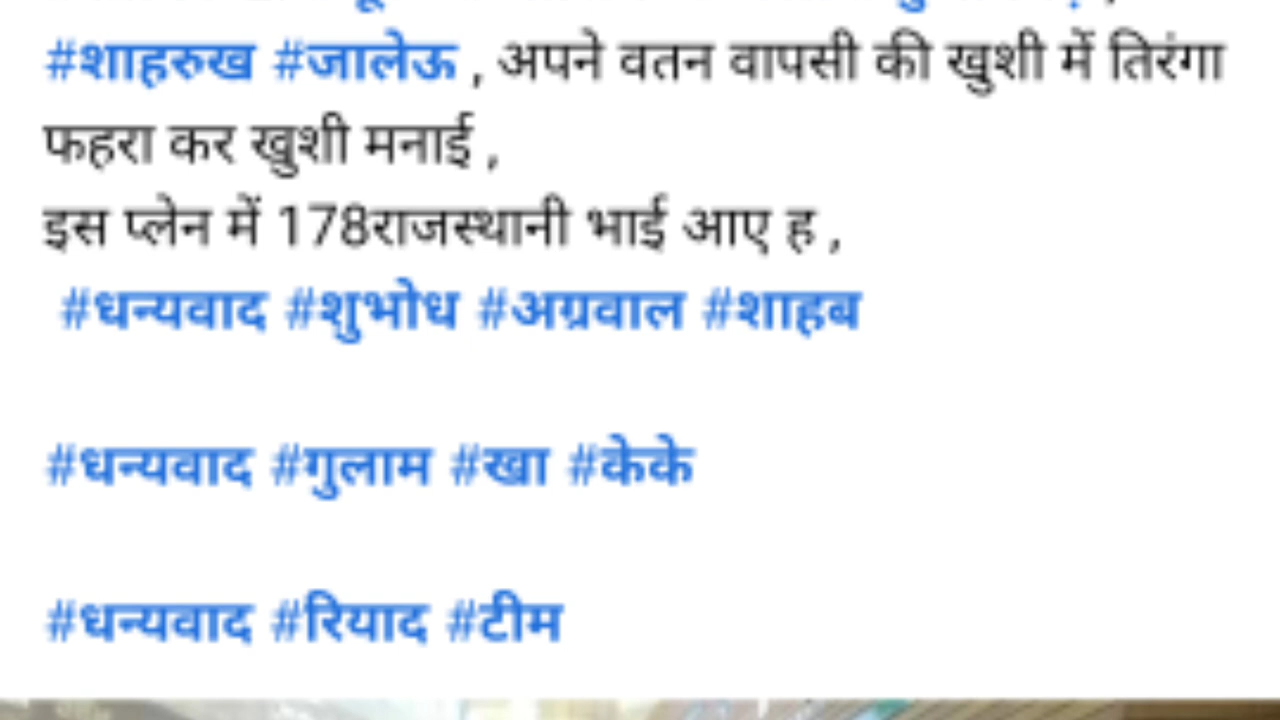 #शाहरुख #जालेऊ , अपने वतन वापसी की खुशी में तिरंगा
फहरा कर खुशी मनाई ,
इस प्लेन में 178राजस्थानी भाई आए ह ,
#धन्यवाद #शुभोध #अग्रवाल #शाहब
#धन्यवाद #गुलाम #खा #केके
#धन्यवाद #रियाद #टीम